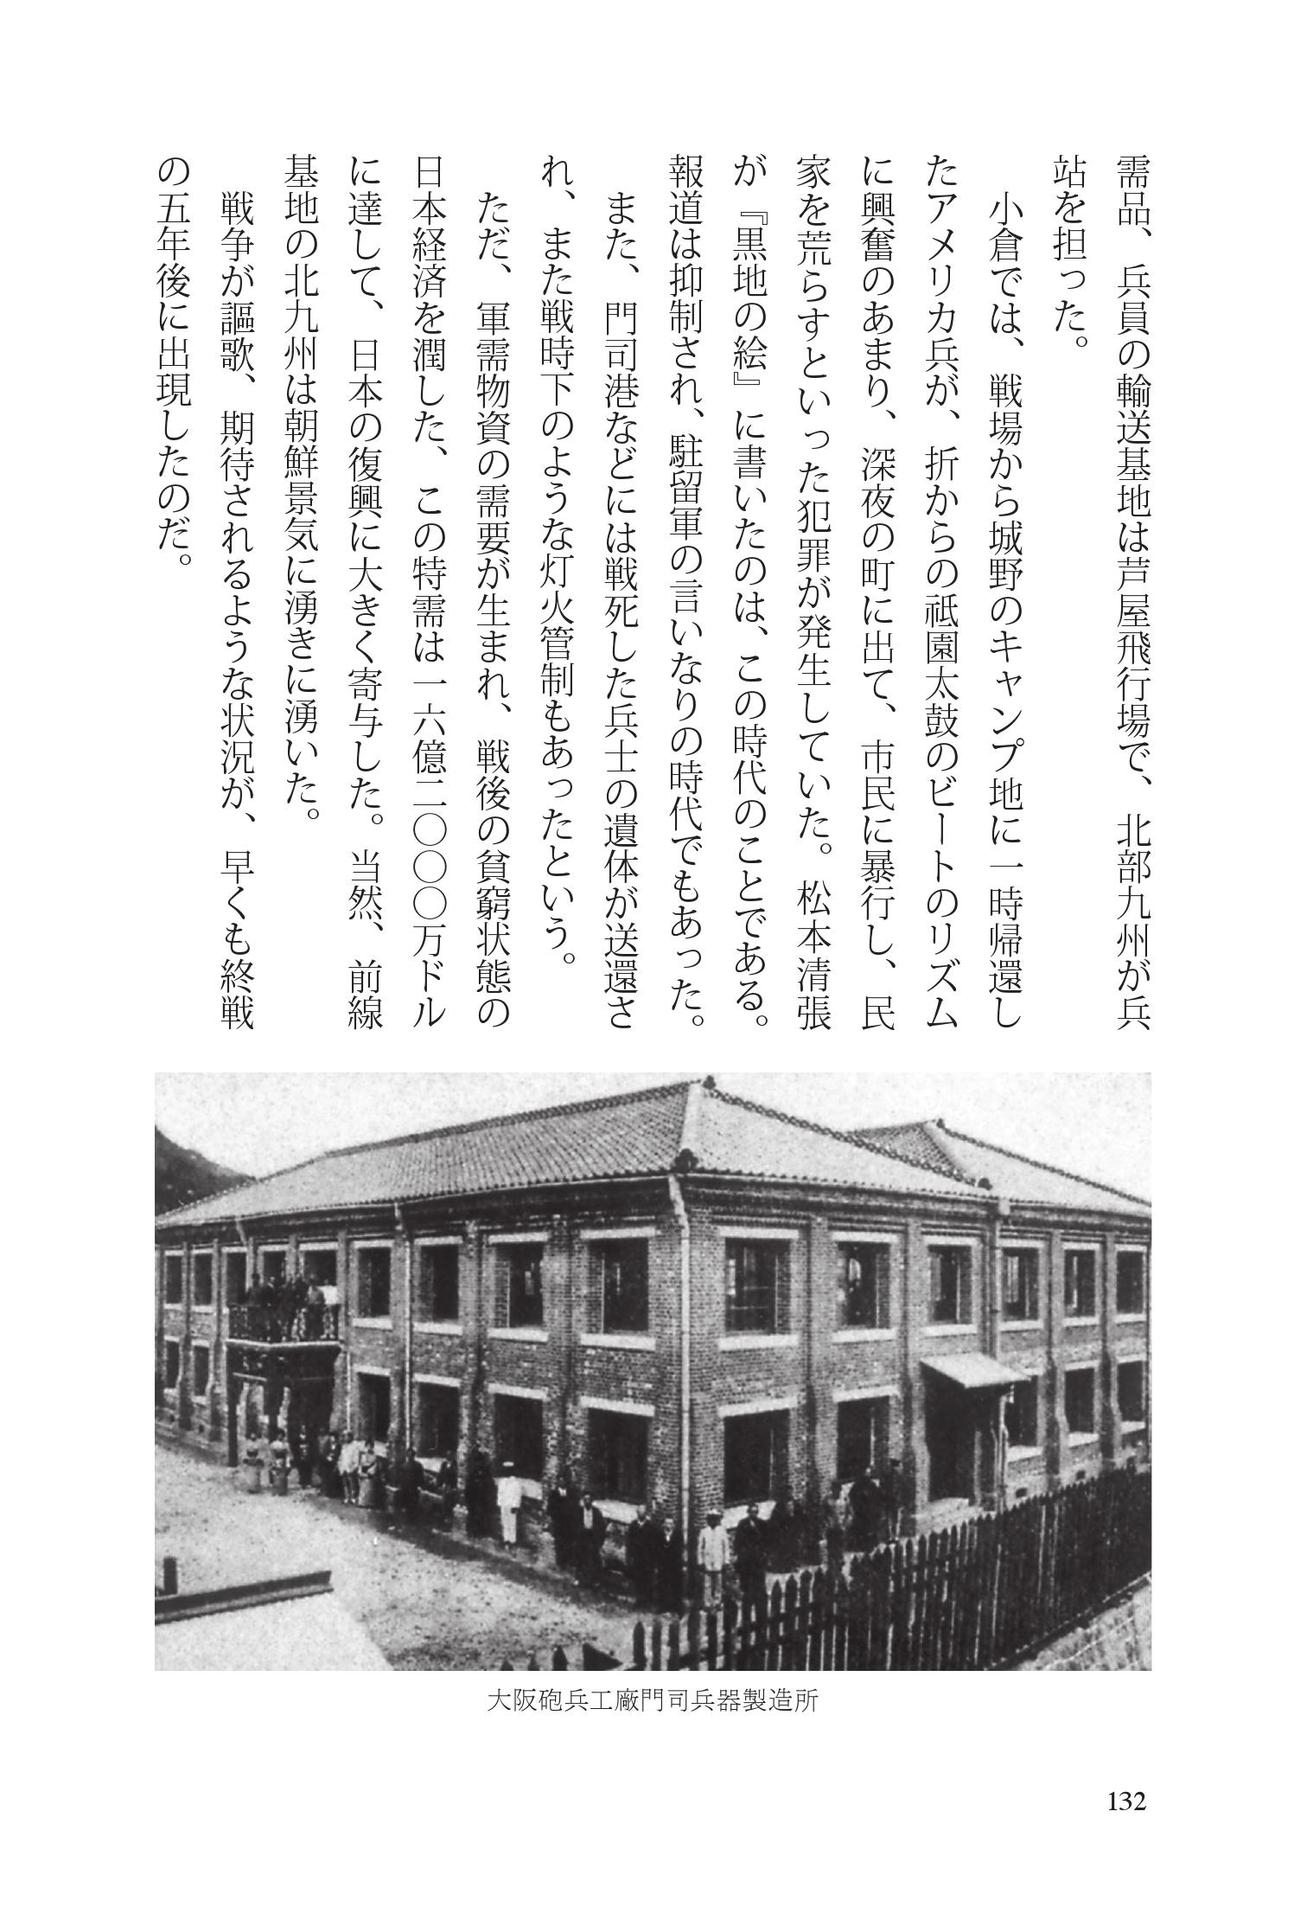 需品、兵員の輸送基地は芦屋飛行場で、北部九州が兵
站を担った。
小倉では、戦場から城野のキャンプ地に一時帰還し
たアメリカ兵が、折からの祗園太鼓のビートのリズム
に興奮のあまり、深夜の町に出て、市民に暴行し、民
家を荒らすといった犯罪が発生していた。松本清張
が『黒地の絵』に書いたのは、この時代のことである。
報道は抑制され、駐留軍の言いなりの時代でもあった。
また、門司港などには戦死した兵士の遺体が送還さ
れ、また戦時下のような灯火管制もあったという。
ただ、軍需物資の需要が生まれ、戦後の貧窮状態の
日本経済を潤した、この特需は一六億二〇〇〇万ドル
に達して、日本の復興に大きく寄与した。当然、前線
基地の北九州は朝鮮景気に湧きに湧いた。
戦争が謳歌、期待されるような状況が、早くも終戦
の五年後に出現したのだ。
大阪砲兵工廠門司兵器製造所
132